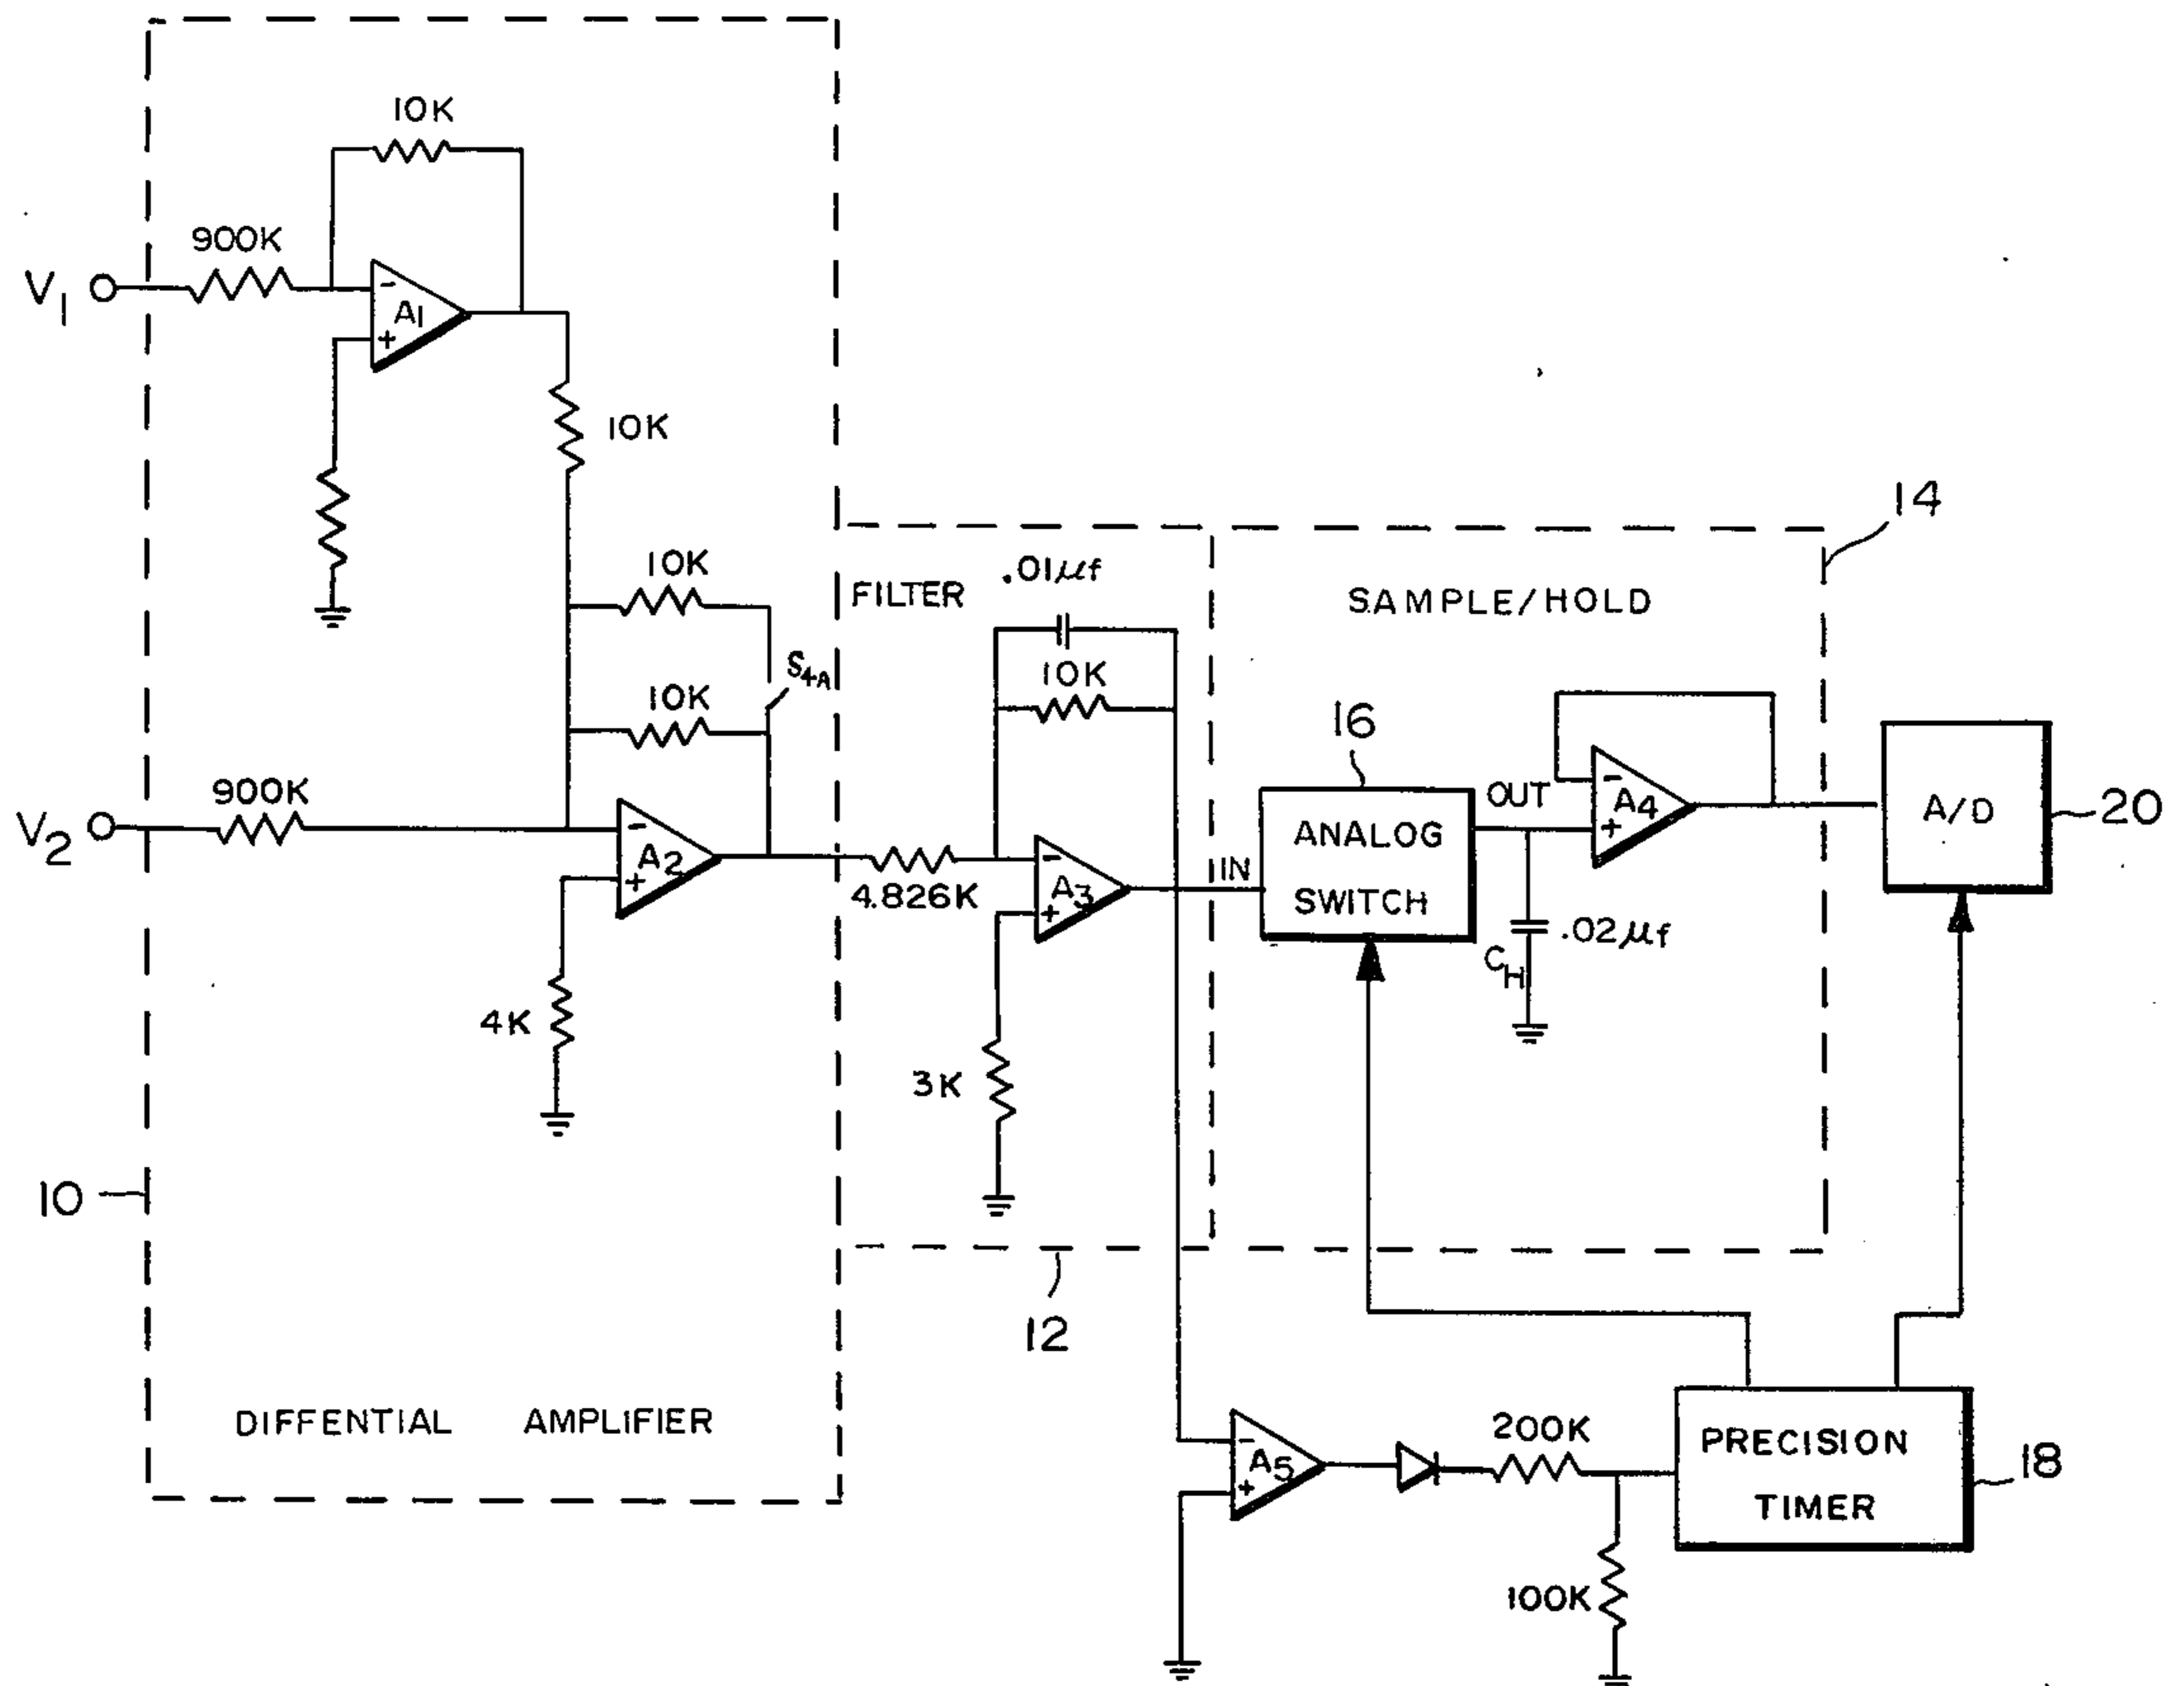 10K
900K
V1
A1
-
+
10K
14
10K
FILTER
.01µf
SAMPLE/HOLD
S4A
10K
10K
16
900K
V2
-
A2
+
4.826K
-
A3
+
IN
ANALOG
SWITCH
OUT
-
A4
+
A/D
20
CH
.02µf
4K
3K
10
12
DIFFENTIAL AMPLIFIER
-
A5
+
200K
PRECISION
TIMER
18
100K